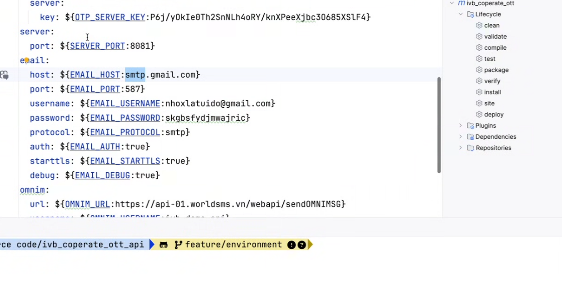 server:
key: ${OTP_SERVER_KEY:P6j/yOkIe0Th2SnNLh4oRY/knXPeeXjbc3O685XSlF4}
server:
port: ${SERVER_PORT:8081}
email:
host: ${EMAIL_HOST:smtp.gmail.com}
port: ${EMAIL_PORT:587}
username: ${EMAIL_USERNAME:nhoxlatuido@gmail.com}
password: ${EMAIL_PASSWORD:skgbsfydjmwajric}
protocol: ${EMAIL_PROTOCOL:smtp}
auth: ${EMAIL_AUTH:true}
starttls: ${EMAIL_STARTTLS:true}
debug: ${EMAIL_DEBUG:true}
omnim:
url: ${OMNIM_URL:https://api-01.worldsms.vn/webapi/sendOMNIMSG}
ivb_coperate_ott
Lifecycle
clean
validate
compile
test
package
verify
install
site
deploy
Plugins
Dependencies
Repositories
rce code/ivb_coperate_ott_api feature/environment